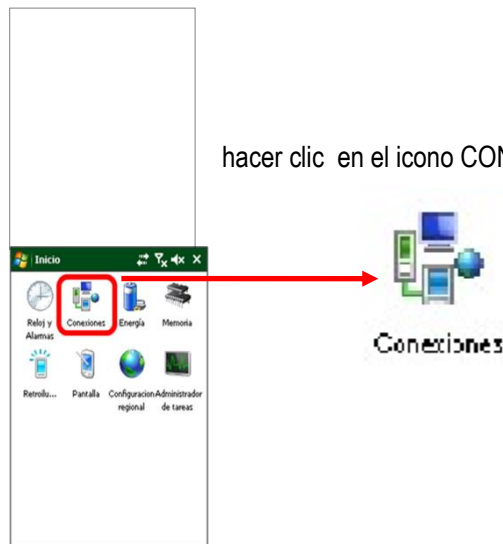 hacer clic en el icono CON
Inicio
Reloj y Alarmas
Conexiones
Energía
Memoria
Retroilu...
Pantalla
Configuracion regional
Administrador de tareas
Conexiones